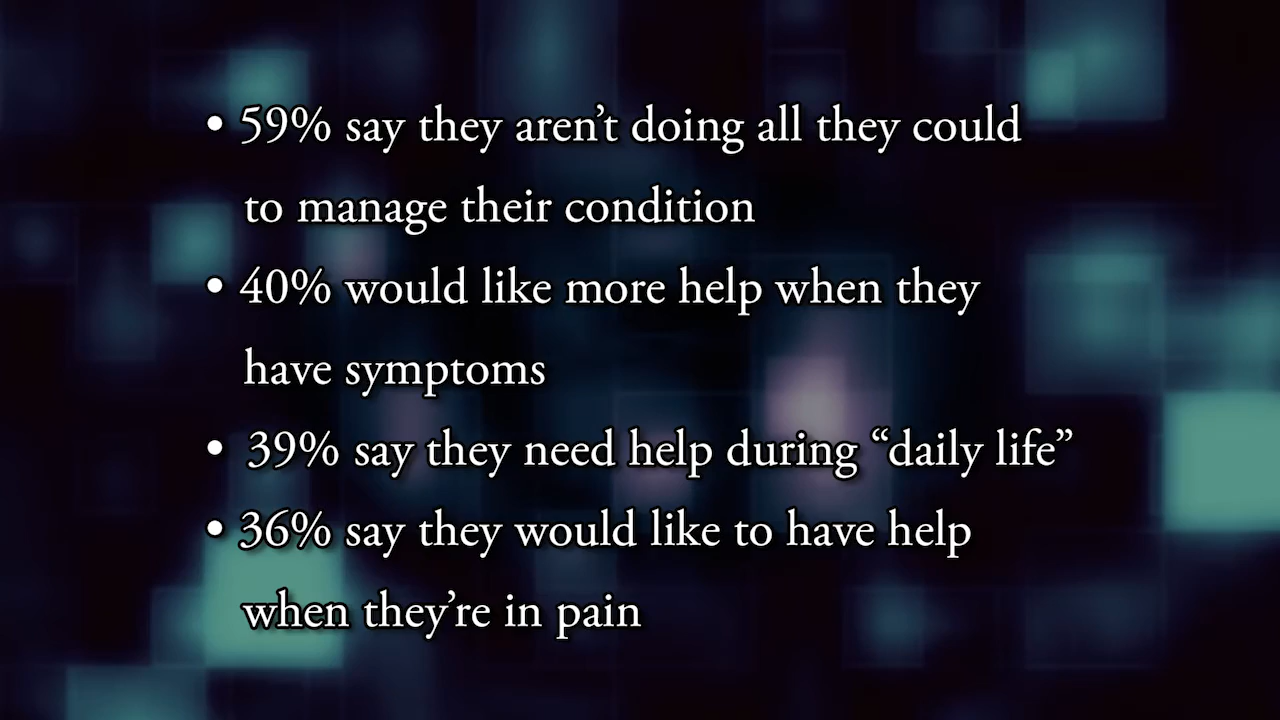 • 59% say they aren’t doing all they could
to manage their condition
• 40% would like more help when they
have symptoms
• 39% say they need help during “daily life”
• 36% say they would like to have help
when they’re in pain